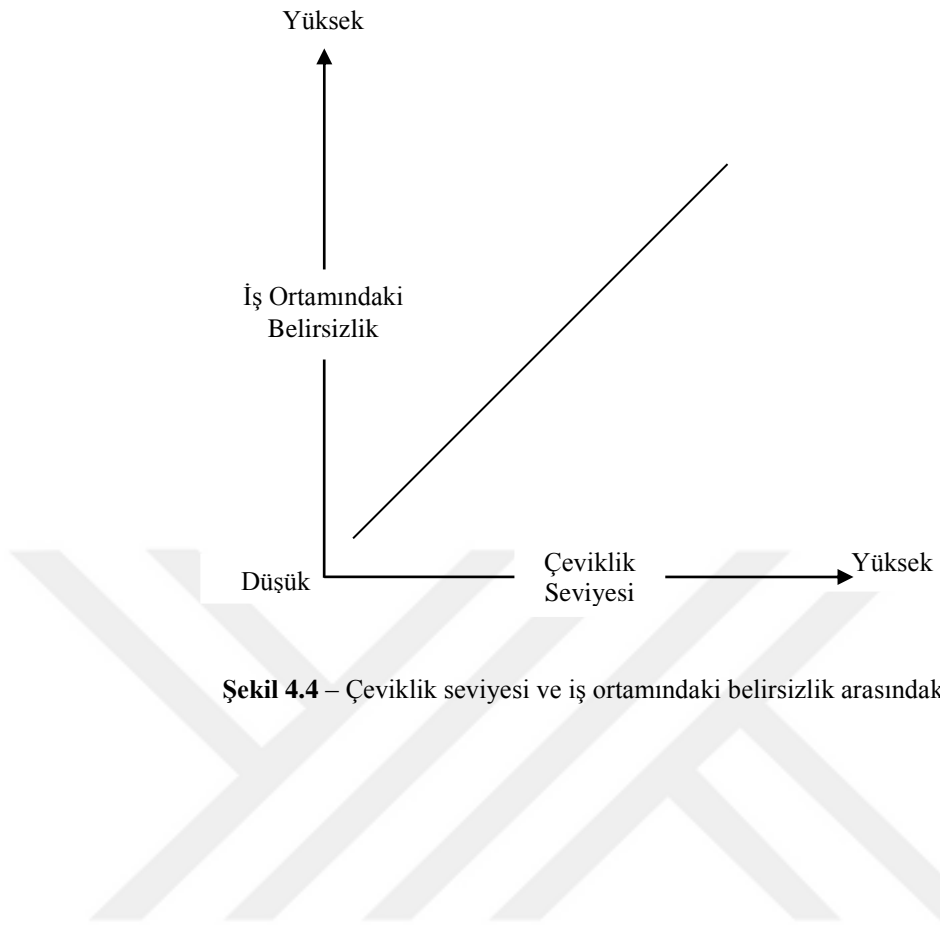 Yüksek
İş Ortamındaki
Belirsizlik
Düşük
Çeviklik
Seviyesi
Yüksek
Şekil 4.4 – Çeviklik seviyesi ve iş ortamındaki belirsizlik arasındak